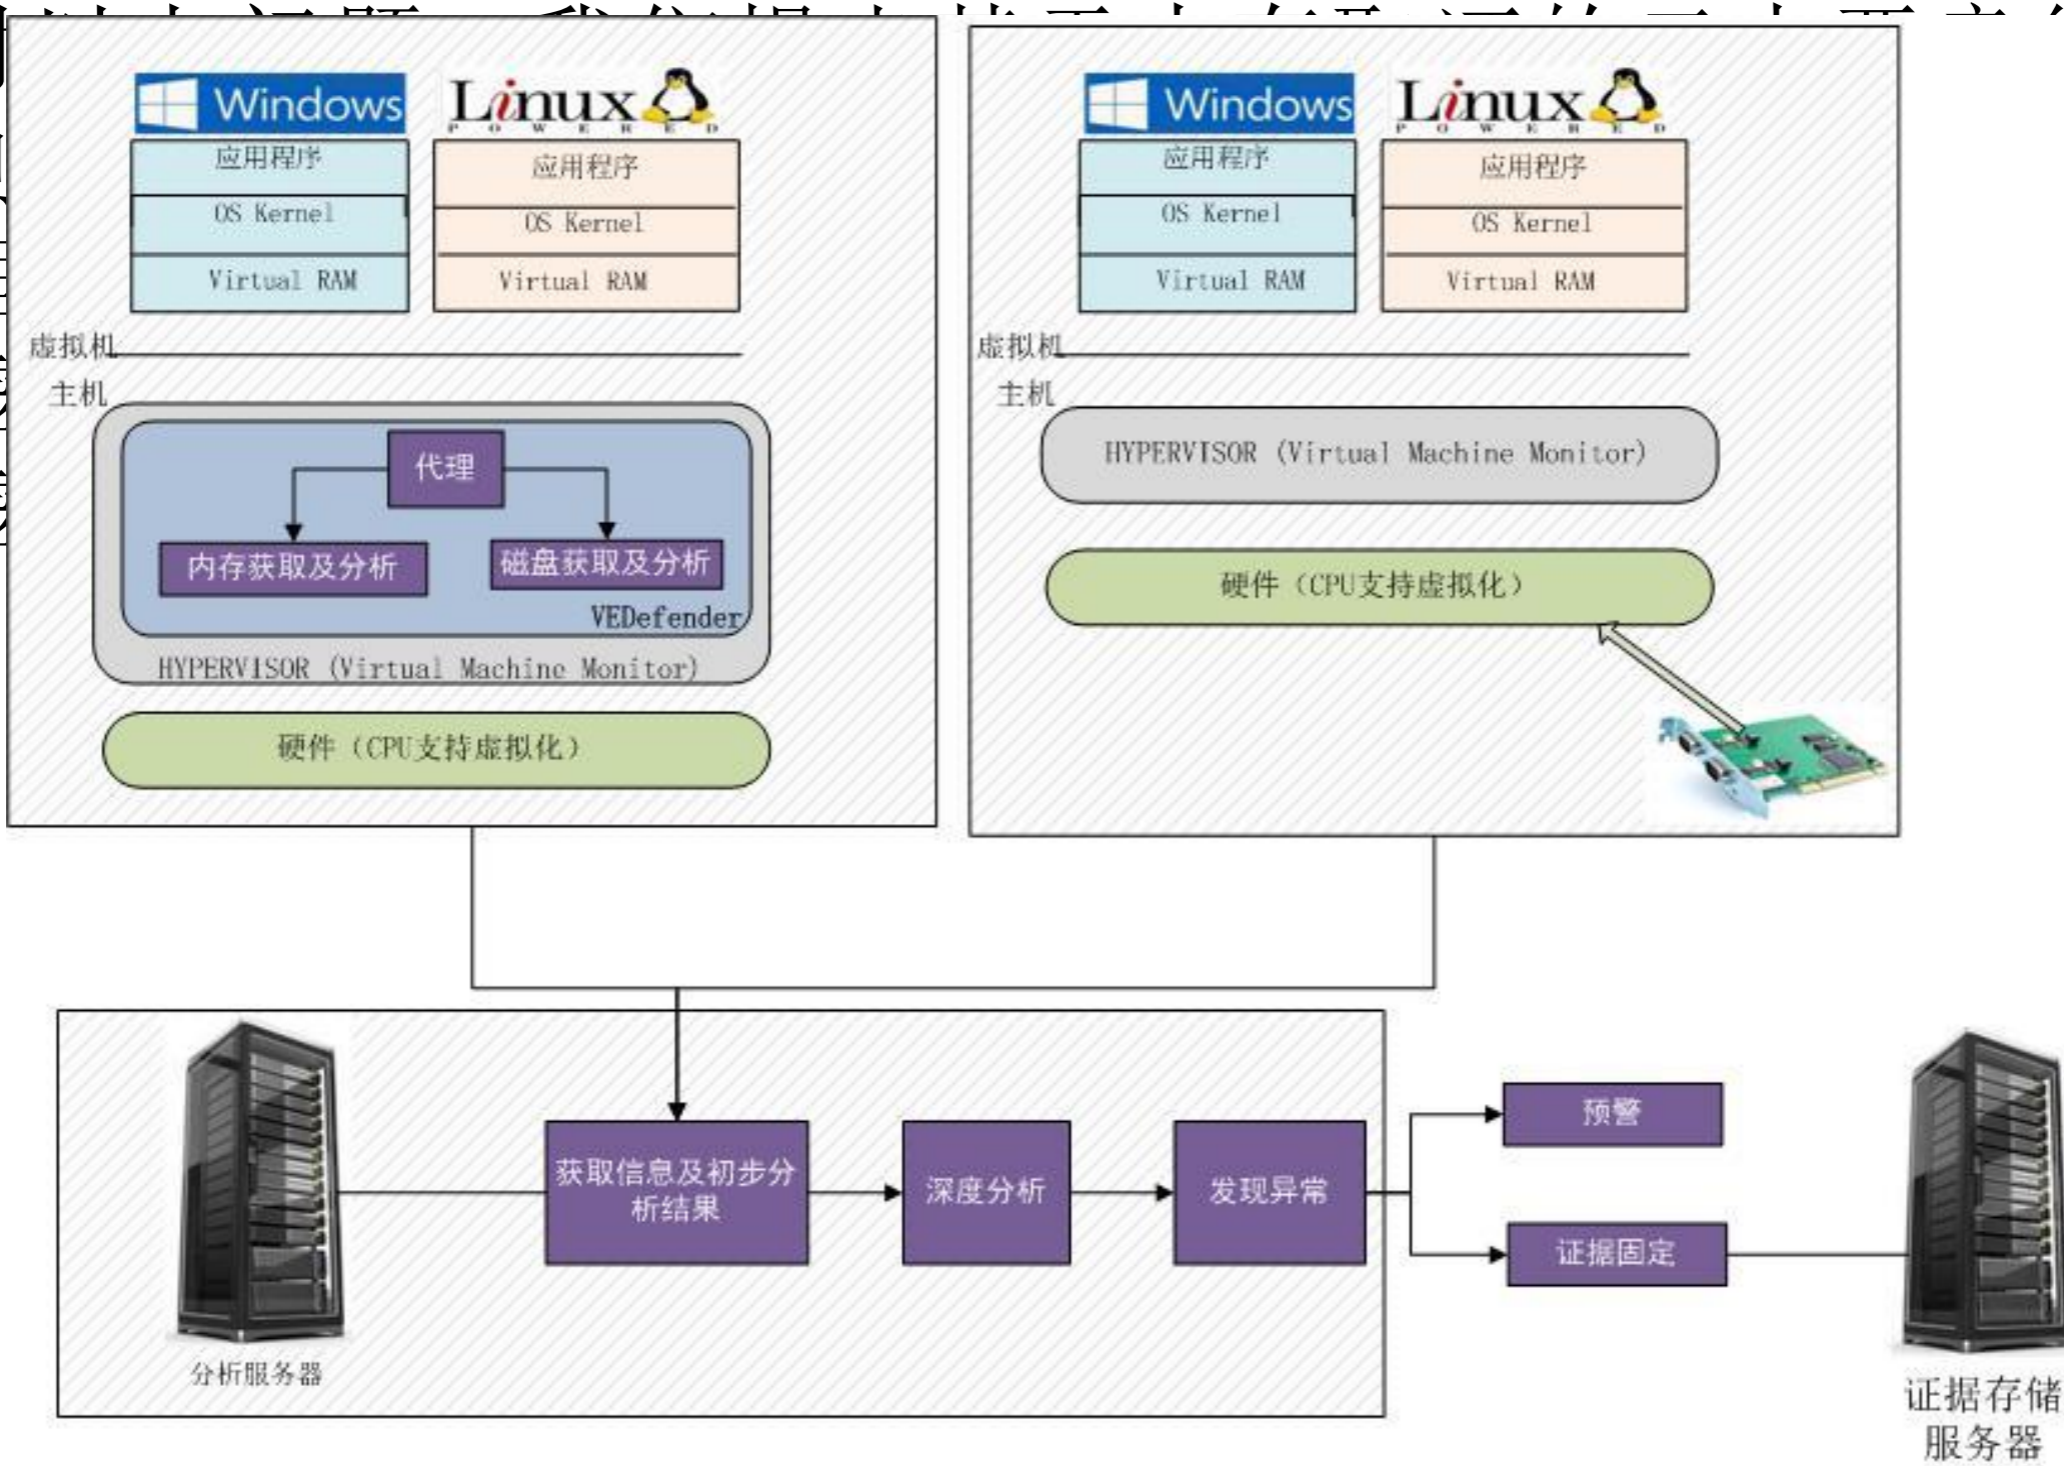 Windows
Linux
POWERED
应用程序
OS Kernel
Virtual RAM
应用程序
OS Kernel
Virtual RAM
虚拟机
主机
代理
内存获取及分析
磁盘获取及分析
VEDefender
HYPERVISOR (Virtual Machine Monitor)
硬件（CPU支持虚拟化）
Windows
Linux
POWERED
应用程序
OS Kernel
Virtual RAM
应用程序
OS Kernel
Virtual RAM
虚拟机
主机
HYPERVISOR (Virtual Machine Monitor)
硬件（CPU支持虚拟化）
分析服务器
获取信息及初步分
析结果
深度分析
发现异常
预警
证据固定
证据存储
服务器